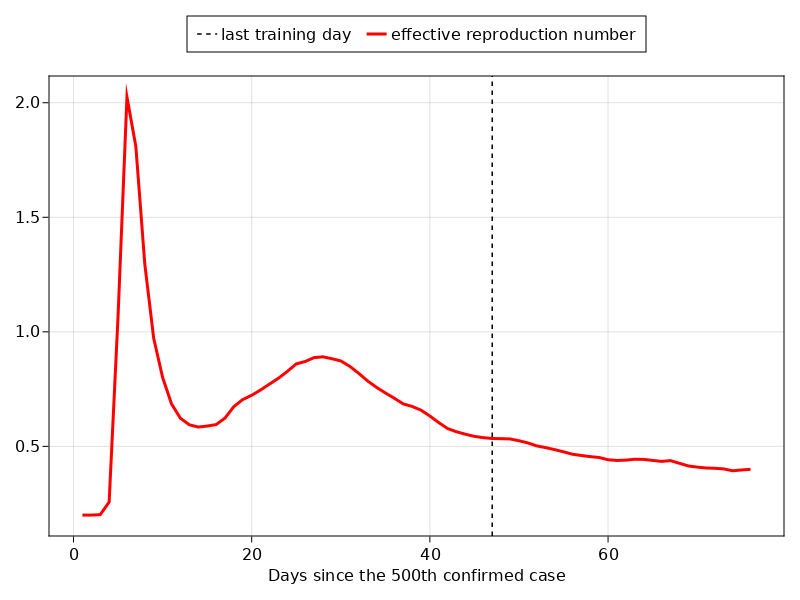 last training day effective reproduction number
2.0
1.5
1.0
0.5
0 20 40 60
Days since the 500th confirmed case